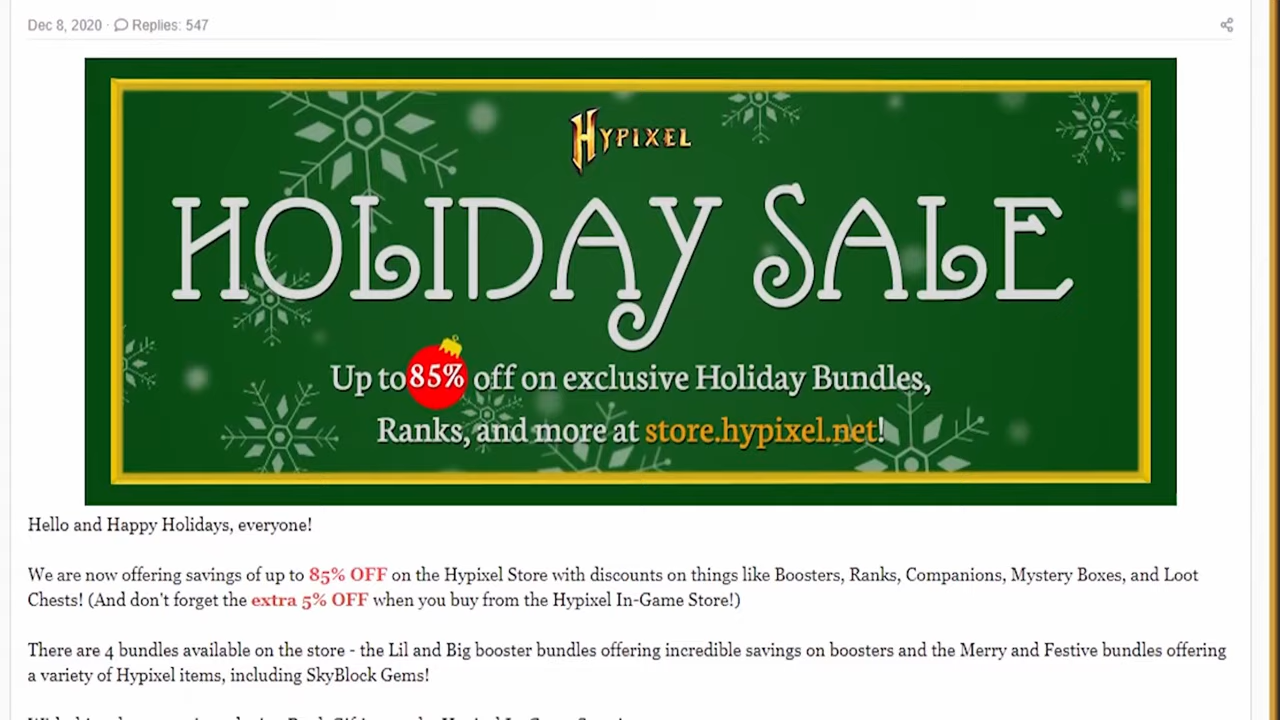 Dec 8, 2020 · Replies: 547
HYPIXEL
HOLIDAY SALE
Up to 85% off on exclusive Holiday Bundles,
Ranks, and more at store.hypixel.net!
Hello and Happy Holidays, everyone!
We are now offering savings of up to 85% OFF on the Hypixel Store with discounts on things like Boosters, Ranks, Companions, Mystery Boxes, and Loot
Chests! (And don't forget the extra 5% OFF when you buy from the Hypixel In-Game Store!)
There are 4 bundles available on the store - the Lil and Big booster bundles offering incredible savings on boosters and the Merry and Festive bundles offering
a variety of Hypixel items, including SkyBlock Gems!